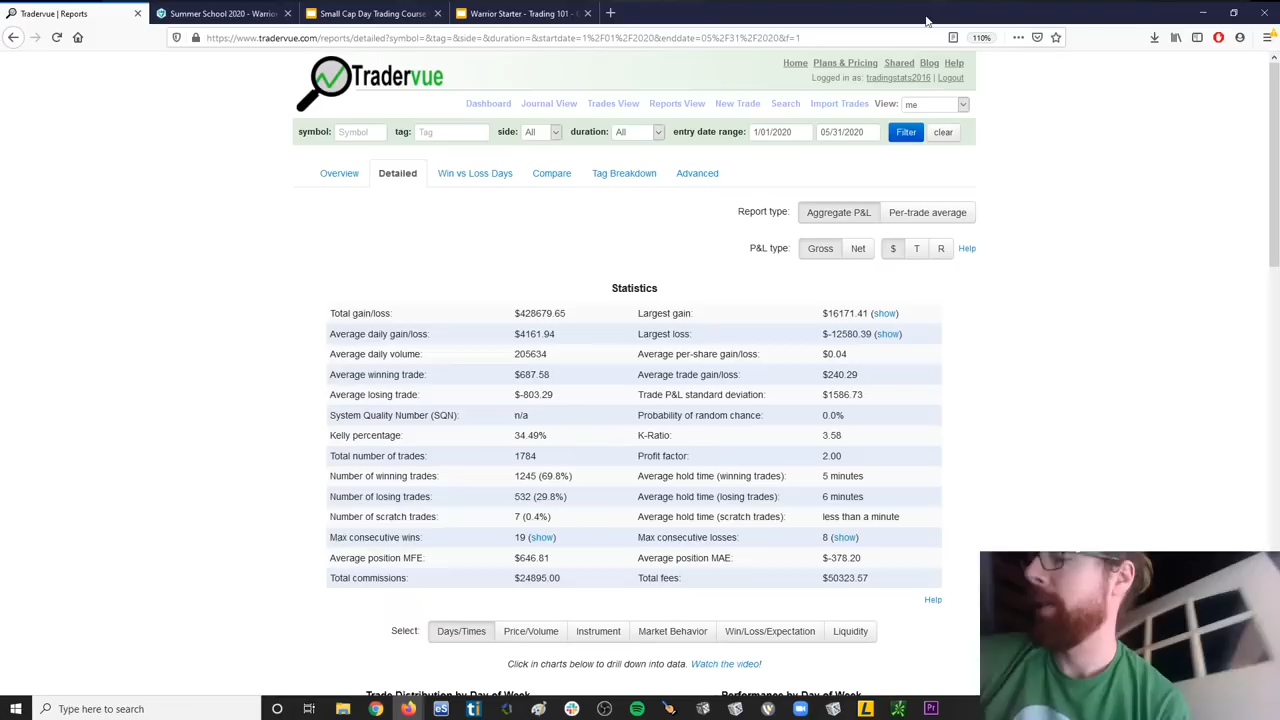 Tradervue | Reports
Summer School 2020 - Warrior
Small Cap Day Trading Course
Warrior Starter - Trading 101 -
https://www.tradervue.com/reports/detailed?symbol=&tag=&side=&duration=&startdate=1%2F01%2F2020&enddate=05%2F31%2F2020&f=1
110%
Tradervue
Home Plans & Pricing Shared Blog Help
Logged in as: tradingstats2016 | Logout
Dashboard Journal View Trades View Reports View New Trade Search Import Trades View: me
symbol: Symbol tag: Tag side: All duration: All entry date range: 1/01/2020 05/31/2020 Filter clear
Overview Detailed Win vs Loss Days Compare Tag Breakdown Advanced
Report type: Aggregate P&L Per-trade average
P&L type: Gross Net $ T R Help
Statistics
Total gain/loss: $428679.65 Largest gain: $16171.41 (show)
Average daily gain/loss: $4161.94 Largest loss: $-12580.39 (show)
Average daily volume: 205634 Average per-share gain/loss: $0.04
Average winning trade: $687.58 Average trade gain/loss: $240.29
Average losing trade: $-803.29 Trade P&L standard deviation: $1586.73
System Quality Number (SQN): n/a Probability of random chance: 0.0%
Kelly percentage: 34.49% K-Ratio: 3.58
Total number of trades: 1784 Profit factor: 2.00
Number of winning trades: 1245 (69.8%) Average hold time (winning trades): 5 minutes
Number of losing trades: 532 (29.8%) Average hold time (losing trades): 6 minutes
Number of scratch trades: 7 (0.4%) Average hold time (scratch trades): less than a minute
Max consecutive wins: 19 (show) Max consecutive losses: 8 (show)
Average position MFE: $646.81 Average position MAE: $-378.20
Total commissions: $24895.00 Total fees: $50323.57
Help
Select: Days/Times Price/Volume Instrument Market Behavior Win/Loss/Expectation Liquidity
Click in charts below to drill down into data. Watch the video!
Trade Distribution by Day of Week Performance by Day of Week
Type here to search